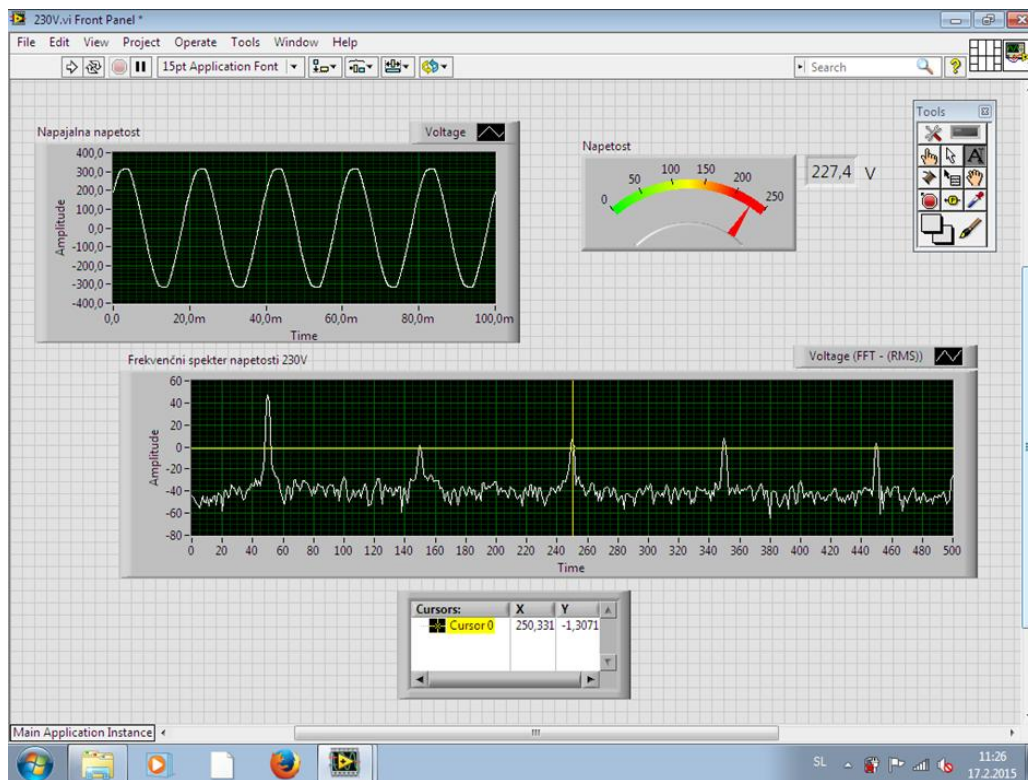 230V.vi Front Panel *
File Edit View Project Operate Tools Window Help
15pt Application Font
Search
Tools
Napajalna napetost
Voltage
400,0
300,0
200,0
100,0
0,0
-100,0
-200,0
-300,0
-400,0
Amplitude
0,0 20,0m 40,0m 60,0m 80,0m 100,0m
Time
Napetost
0 50 100 150 200 250
227,4 V
Frekvenčni spekter napetosti 230V
Voltage (FFT - (RMS))
60
40
20
0
-20
-40
-60
-80
Amplitude
0 20 40 60 80 100 120 140 160 180 200 220 240 260 280 300 320 340 360 380 400 420 440 460 480 500
Time
Cursors: X Y
Cursor 0 250,331 -1,3071
Main Application Instance
SL
11:26
17.2.2015